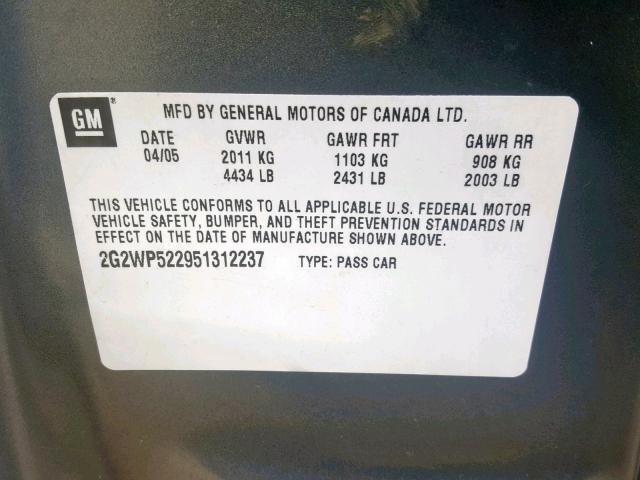 GM®
MFD BY GENERAL MOTORS OF CANADA LTD.
DATE GVWR GAWR FRT GAWR RR
04/05 2011 KG 1103 KG 908 KG
4434 LB 2431 LB 2003 LB
THIS VEHICLE CONFORMS TO ALL APPLICABLE U.S. FEDERAL MOTOR
VEHICLE SAFETY, BUMPER, AND THEFT PREVENTION STANDARDS IN
EFFECT ON THE DATE OF MANUFACTURE SHOWN ABOVE.
2G2WP522951312237 TYPE: PASS CAR